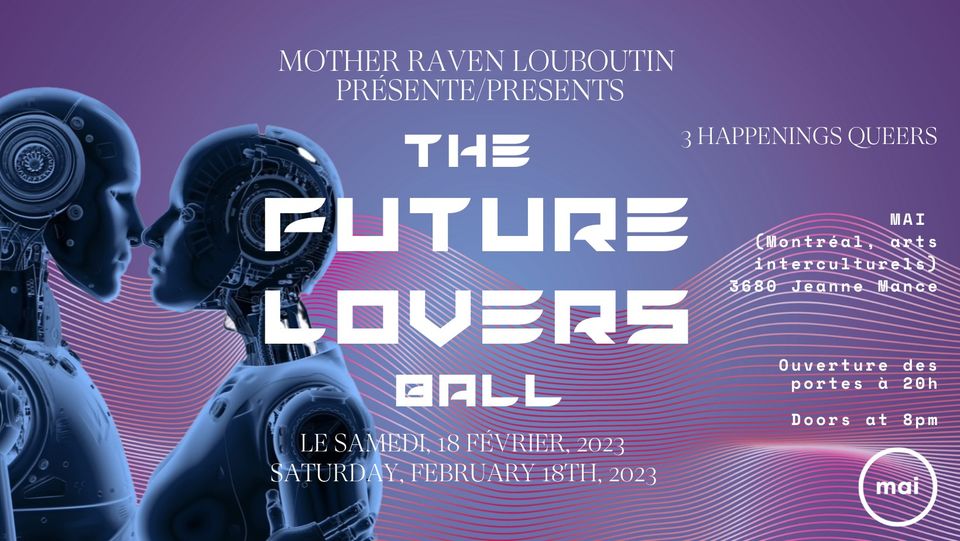 MOTHER RAVEN LOUBOUTIN
PRÉSENTE/PRESENTS
THE
FUTURE
LOVERS
BALL
LE SAMEDI, 18 FÉVRIER, 2023
SATURDAY, FEBRUARY 18TH, 2023
3 HAPPENINGS QUEERS
MAI
(Montréal, arts
interculturels)
3680 Jeanne Mance
Ouverture des
portes à 20h
Doors at 8pm
mai